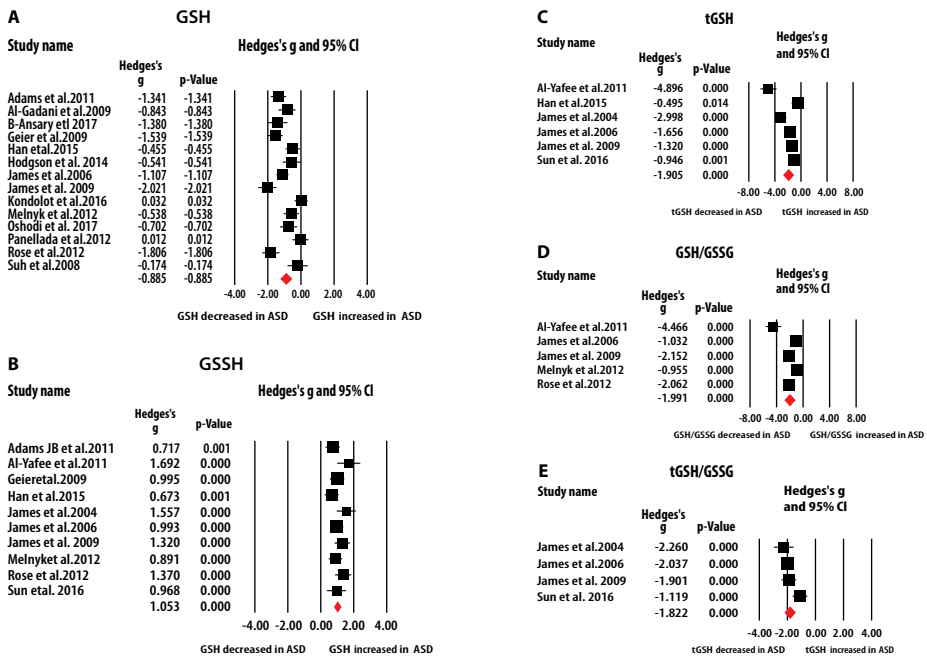 A GSH
Study name Hedges's g and 95% CI
Hedges's
g p-Value
Adams et al.2011 -1.341 -1.341
Al-Gadani et al.2009 -0.843 -0.843
B-Ansary etl 2017 -1.380 -1.380
Geier et al.2009 -1.539 -1.539
Han etal.2015 -0.455 -0.455
Hodgson et al. 2014 -0.541 -0.541
James et al.2006 -1.107 -1.107
James et al. 2009 -2.021 -2.021
Kondolot et al.2016 0.032 0.032
Melnyk et al.2012 -0.538 -0.538
Oshodi et al. 2017 -0.702 -0.702
Panellada et al.2012 0.012 0.012
Rose et al.2012 -1.806 -1.806
Suh et al.2008 -0.174 -0.174
-0.885 -0.885
-4.00 -2.00 0.00 2.00 4.00
GSH decreased in ASD GSH increased in ASD
B GSSH
Study name Hedges's g and 95% CI
Hedges's
g p-Value
Adams JB et al.2011 0.717 0.001
Al-Yafee et al.2011 1.692 0.000
Geieretal.2009 0.995 0.000
Han et al.2015 0.673 0.001
James et al.2004 1.557 0.000
James et al.2006 0.993 0.000
James et al. 2009 1.320 0.000
Melnyket al.2012 0.891 0.000
Rose et al.2012 1.370 0.000
Sun etal. 2016 0.968 0.000
1.053 0.000
-4.00 -2.00 0.00 2.00 4.00
GSH decreased in ASD GSH increased in ASD
C tGSH
Study name Hedges's g
and 95% CI
Hedges's
g p-Value
Al-Yafee et al.2011 -4.896 0.000
Han et al.2015 -0.495 0.014
James et al.2004 -2.998 0.000
James et al.2006 -1.656 0.000
James et al. 2009 -1.320 0.000
Sun et al. 2016 -0.946 0.001
-1.905 0.000
-8.00 -4.00 0.00 4.00 8.00
tGSH decreased in ASD tGSH increased in ASD
D GSH/GSSG
Study name Hedges's g
and 95% CI
Hedges's
g p-Value
Al-Yafee et al.2011 -4.466 0.000
James et al.2006 -1.032 0.000
James et al. 2009 -2.152 0.000
Melnyk et al.2012 -0.955 0.000
Rose et al.2012 -2.062 0.000
-1.991 0.000
-8.00 -4.00 0.00 4.00 8.00
GSH/GSSG decreased in ASD GSH/GSSG increased in ASD
E tGSH/GSSG
Study name Hedges's g
and 95% CI
Hedges's
g p-Value
James et al.2004 -2.260 0.000
James et al.2006 -2.037 0.000
James et al. 2009 -1.901 0.000
Sun et al. 2016 -1.119 0.000
-1.822 0.000
-4.00 -2.00 0.00 2.00 4.00
tGSH decreased in ASD tGSH increased in ASD